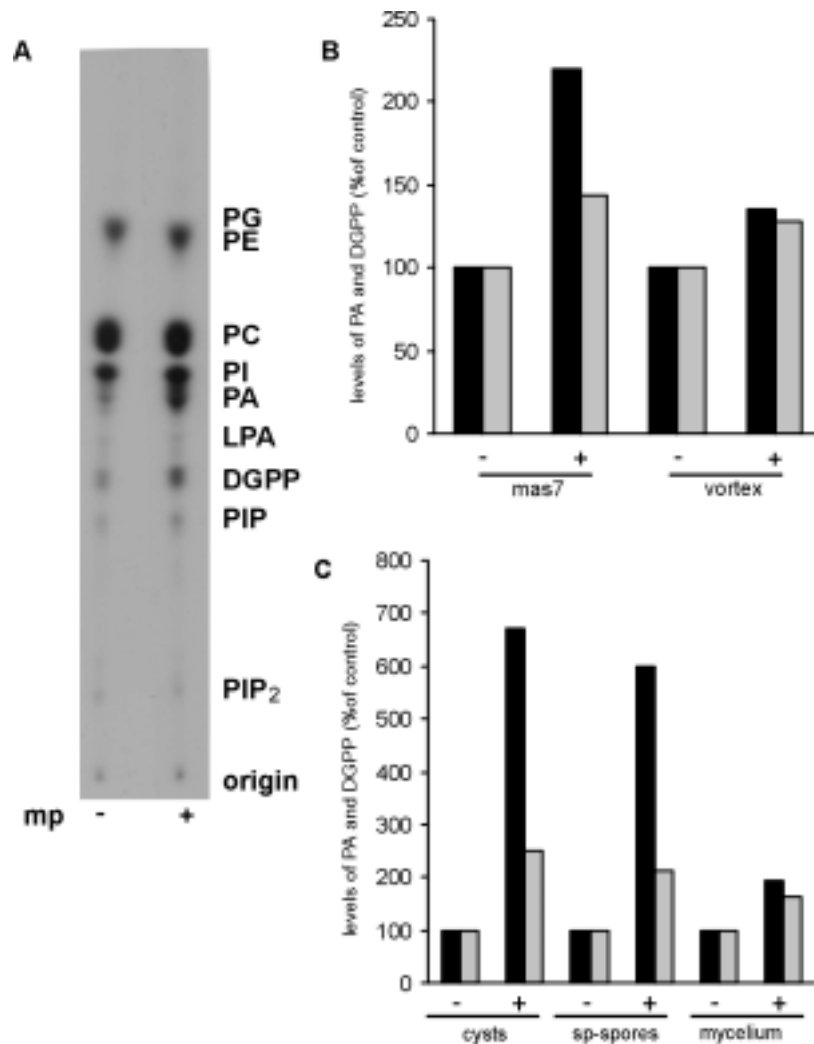 A
PG
PE
PC
PI
PA
LPA
DGPP
PIP
PIP2
origin
mp - +
B
levels of PA and DGPP (%of control)
250
200
150
100
50
0
- + - +
mas7 vortex
C
levels of PA and DGPP (%of control)
800
700
600
500
400
300
200
100
0
- + - + - +
cysts sp-spores mycelium